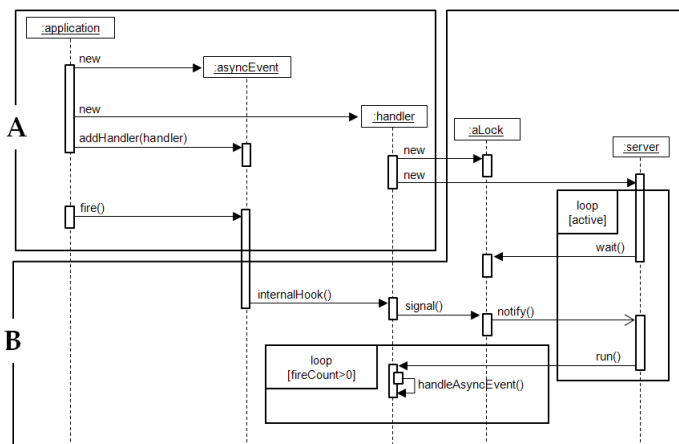 :application
new
:asyncEvent
new
:handler
:aLock
A
addHandler(handler)
:server
new
new
fire()
loop
[active]
wait()
internalHook()
signal()
notify()
B
loop
[fireCount>0]
run()
handleAsyncEvent()